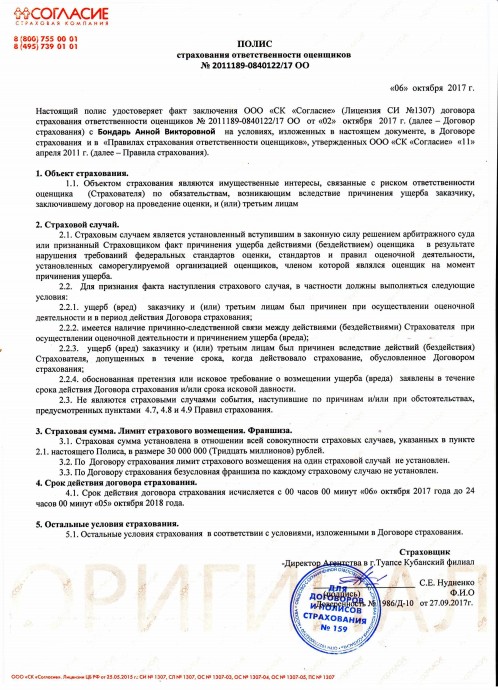 СОГЛАСИЕ
СТРАХОВАЯ КОМПАНИЯ
8 (800) 755 00 01
8 (495) 739 01 01
ПОЛИС
страхования ответственности оценщиков
№ 2011189-0840122/17 ОО
«06» октября 2017 г.
Настоящий полис удостоверяет факт заключения ООО «СК «Согласие» (Лицензия СИ №1307) договора
страхования ответственности оценщиков № 2011189-0840122/17 ОО от «02» октября 2017 г. (далее – Договор
страхования) с Бондарь Анной Викторовной на условиях, изложенных в настоящем документе, в Договоре
страхования и в «Правилах страхования ответственности оценщиков», утвержденных ООО «СК «Согласие» «11»
апреля 2011 г. (далее – Правила страхования).
1. Объект страхования.
1.1. Объектом страхования являются имущественные интересы, связанные с риском ответственности
оценщика (Страхователя) по обязательствам, возникающим вследствие причинения ущерба заказчику,
заключившему договор на проведение оценки, и (или) третьим лицам
2. Страховой случай.
2.1. Страховым случаем является установленный вступившим в законную силу решением арбитражного суда
или признанный Страховщиком факт причинения ущерба действиями (бездействием) оценщика в результате
нарушения требований федеральных стандартов оценки, стандартов и правил оценочной деятельности,
установленных саморегулируемой организацией оценщиков, членом которой являлся оценщик на момент
причинения ущерба.
2.2. Для признания факта наступления страхового случая, в частности должны выполняться следующие
условия:
2.2.1. ущерб (вред) заказчику и (или) третьим лицам был причинен при осуществлении оценочной
деятельности и в период действия Договора страхования;
2.2.2. имеется наличие причинно-следственной связи между действиями (бездействиями) Страхователя при
осуществлении оценочной деятельности и причинением ущерба (вреда);
2.2.3. ущерб (вред) заказчику и (или) третьим лицам был причинен вследствие действий (бездействий)
Страхователя, допущенных в течение срока, когда действовало страхование, обусловленное Договором
страхования;
2.2.4. обоснованная претензия или исковое требование о возмещении ущерба (вреда) заявлены в течение
срока действия Договора страхования и/или срока исковой давности.
2.3. Не являются страховыми случаями события, наступившие по причинам и/или при обстоятельствах,
предусмотренных пунктами 4.7, 4.8 и 4.9 Правил страхования.
3. Страховая сумма. Лимит страхового возмещения. Франшиза.
3.1. Страховая сумма установлена в отношении всей совокупности страховых случаев, указанных в пункте
2.1. настоящего Полиса, в размере 30 000 000 (Тридцать миллионов) рублей.
3.2. По Договору страхования лимит страхового возмещения на один страховой случай не установлен.
3.3. По Договору страхования безусловная франшиза по каждому страховому случаю не установлен.
4. Срок действия договора страхования.
4.1. Срок действия договора страхования исчисляется с 00 часов 00 минут «06» октября 2017 года до 24
часов 00 минут «05» октября 2018 года.
5. Остальные условия страхования.
5.1. Остальные условия страхования в соответствии с условиями, изложенными в Договоре страхования.
Страховщик
Директор Агентства в г.Туапсе Кубанский филиал
С.Е. Нудненко
(подпись) Ф.И.О
Доверенность № 986/Д-10 от 27.09.2017г.
ДЛЯ
ДОГОВОРОВ
И ПОЛИСОВ
СТРАХОВАНИЯ
№ 159
ОРИГИНАЛ
ООО «СК «Согласие». Лицензии ЦБ РФ от 25.05.2015 г.: СИ № 1307, СЛ № 1307, ОС № 1307-03, ОС № 1307-04, ОС № 1307-05, ПС № 1307